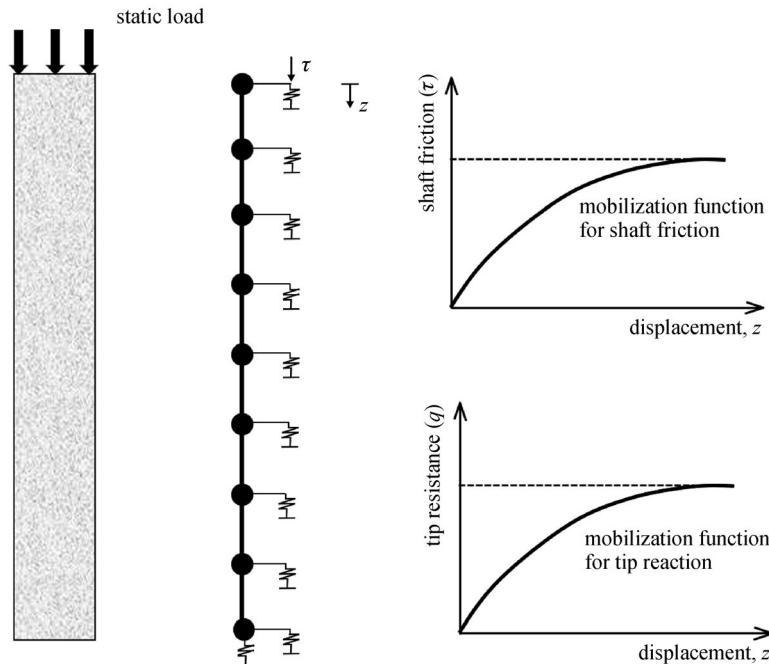 static load
τ
z
shaft friction (τ)
mobilization function
for shaft friction
displacement, z
tip resistance (q)
mobilization function
for tip reaction
displacement, z